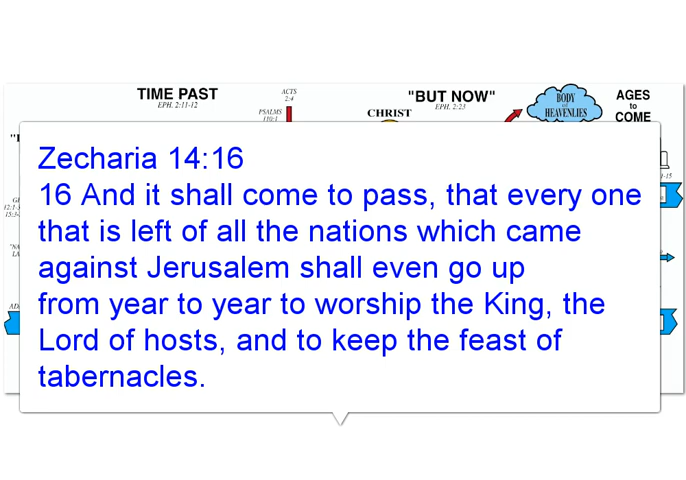 TIME PAST
EPH. 2:11-12
ACTS
2:4
PSALMS
110:1
"BUT NOW"
EPH. 2:23
CHRIST
BODY
HEAVENLIES
AGES
to
COME
Zecharia 14:16
16 And it shall come to pass, that every one
that is left of all the nations which came
against Jerusalem shall even go up
from year to year to worship the King, the
Lord of hosts, and to keep the feast of
tabernacles.